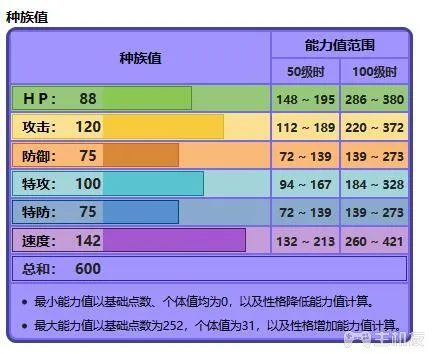 种族值
种族值 能力值范围
50级时 100级时
HP： 88 148 ~ 195 286 ~ 380
攻击： 120 112 ~ 189 220 ~ 372
防御： 75 72 ~ 139 139 ~ 273
特攻： 100 94 ~ 167 184 ~ 328
特防： 75 72 ~ 139 139 ~ 273
速度： 142 132 ~ 213 260 ~ 421
总和： 600
• 最小能力值以基础点数、个体值均为0，以及性格降低能力值计算。
• 最大能力值以基础点数为252，个体值为31，以及性格增加能力值计算。